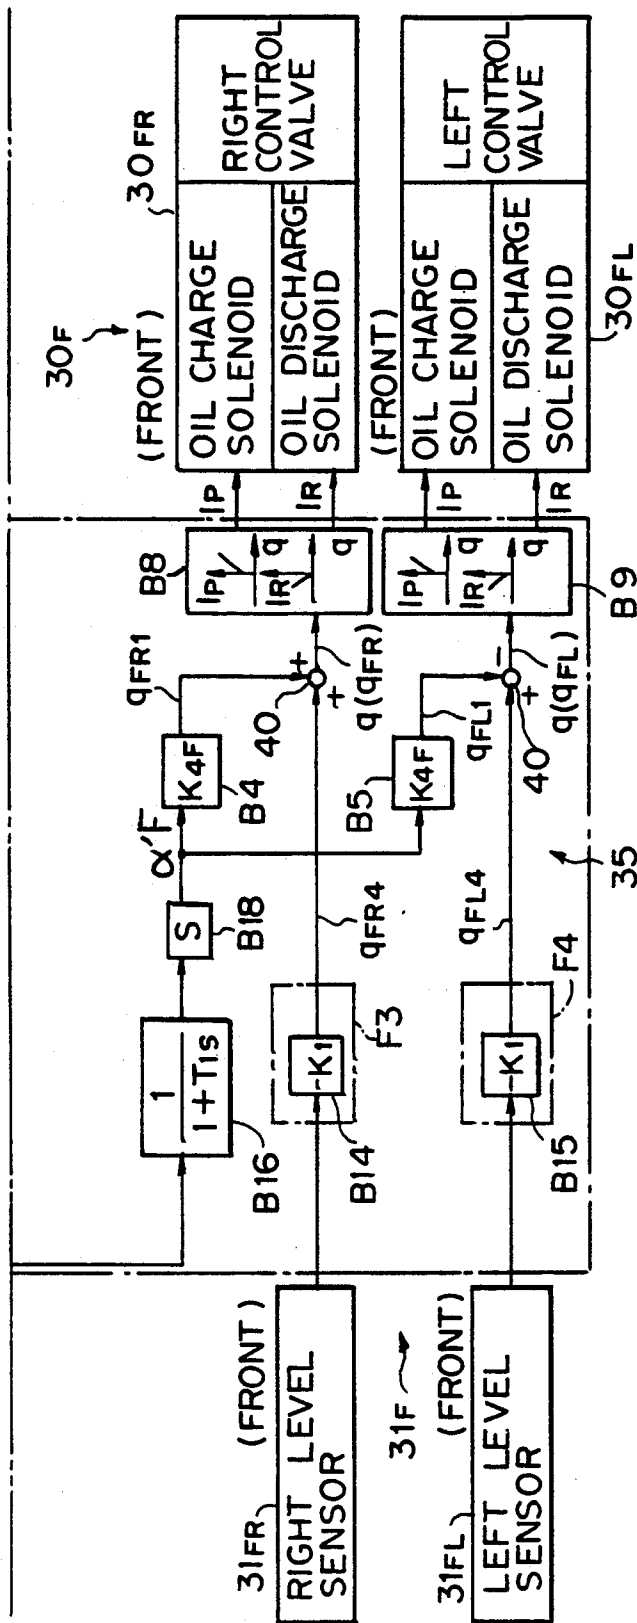 31FR
RIGHT LEVEL
SENSOR
(FRONT)
31F
31FL
LEFT LEVEL
SENSOR
(FRONT)
1
1+T1S
B16
S
B18
α'F
K4F
B4
qFR1
-K1
B14
F3
qFR4
40
+
+
q(qFR)
B8
IP
q
IR
q
IP
IR
30F
(FRONT)
30FR
OIL CHARGE
SOLENOID
OIL DISCHARGE
SOLENOID
RIGHT
CONTROL
VALVE
K4F
B5
qFL1
-K1
B15
F4
qFL4
35
40
-
+
q(qFL)
B9
IP
q
IR
q
IP
IR
(FRONT)
OIL CHARGE
SOLENOID
OIL DISCHARGE
SOLENOID
LEFT
CONTROL
VALVE
30FL